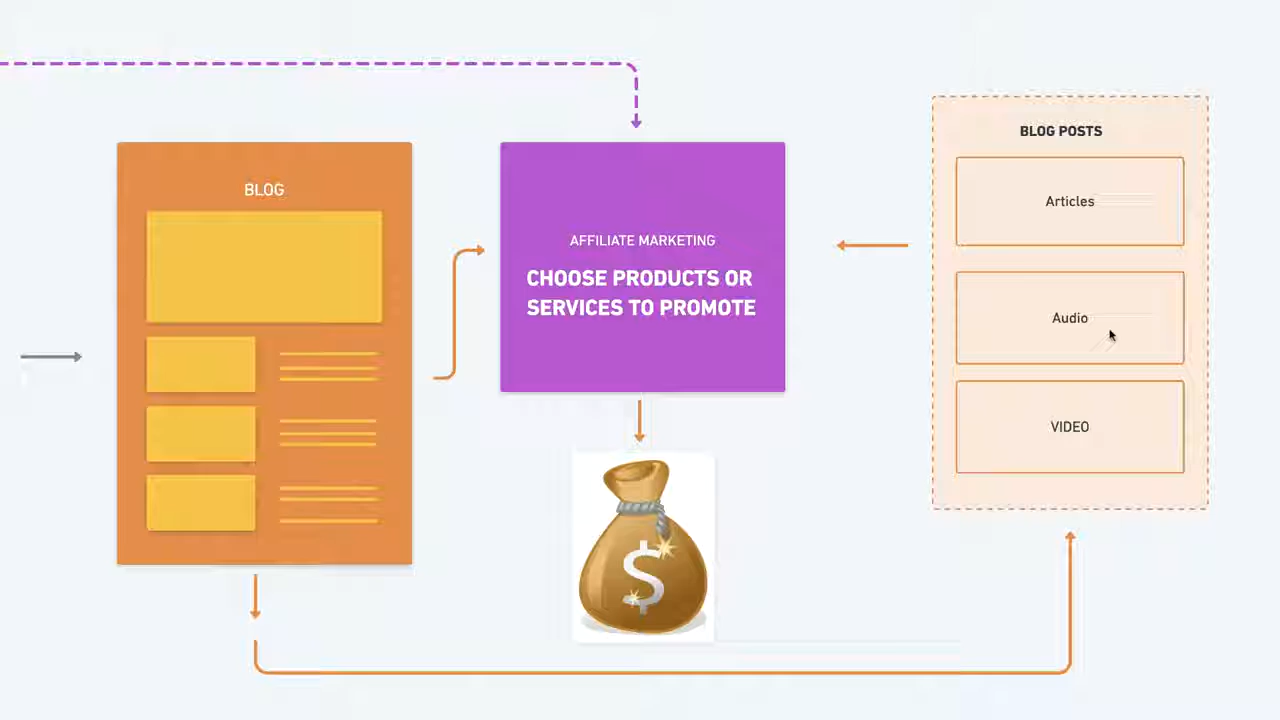 BLOG
AFFILIATE MARKETING
CHOOSE PRODUCTS OR
SERVICES TO PROMOTE
$
BLOG POSTS
Articles
Audio
VIDEO